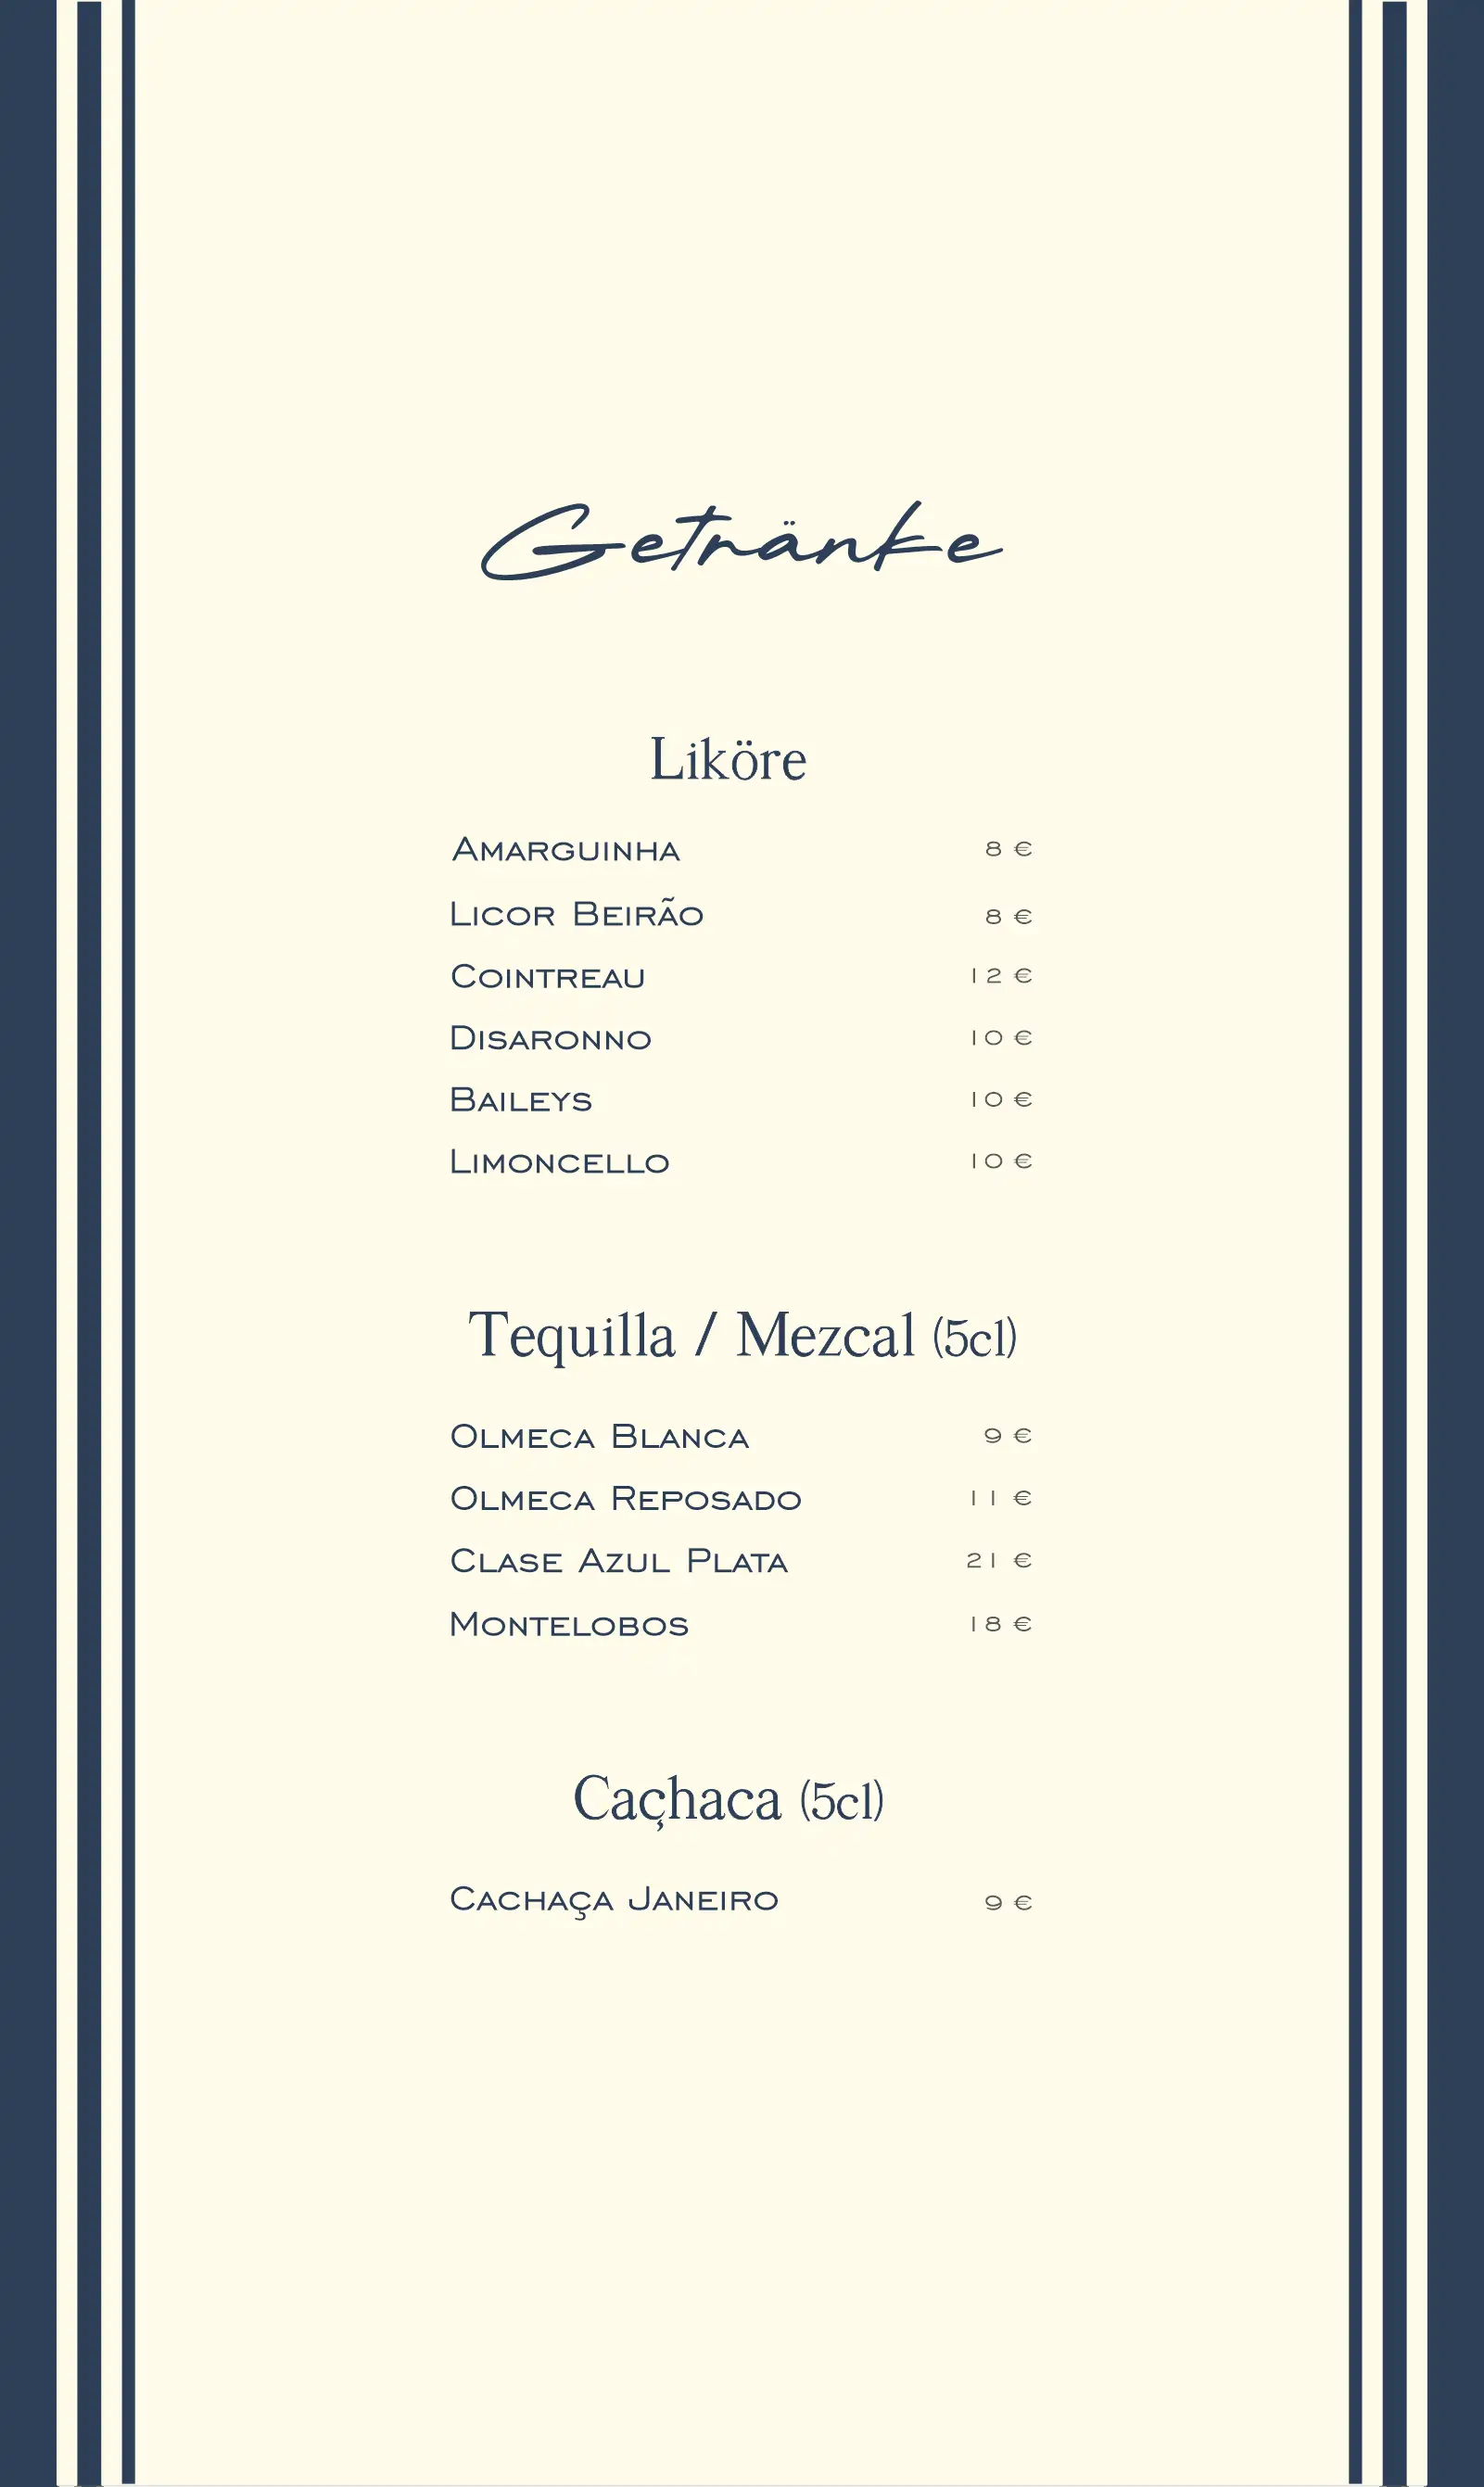 Getränke
Liköre
Amarguinha 8 €
Licor Beirão 8 €
Cointreau 12 €
Disaronno 10 €
Baileys 10 €
Limoncello 10 €
Tequilla / Mezcal (5cl)
Olmeca Blanca 9 €
Olmeca Reposado 11 €
Clase Azul Plata 21 €
Montelobos 18 €
Caçhaca (5cl)
Cachaça Janeiro 9 €